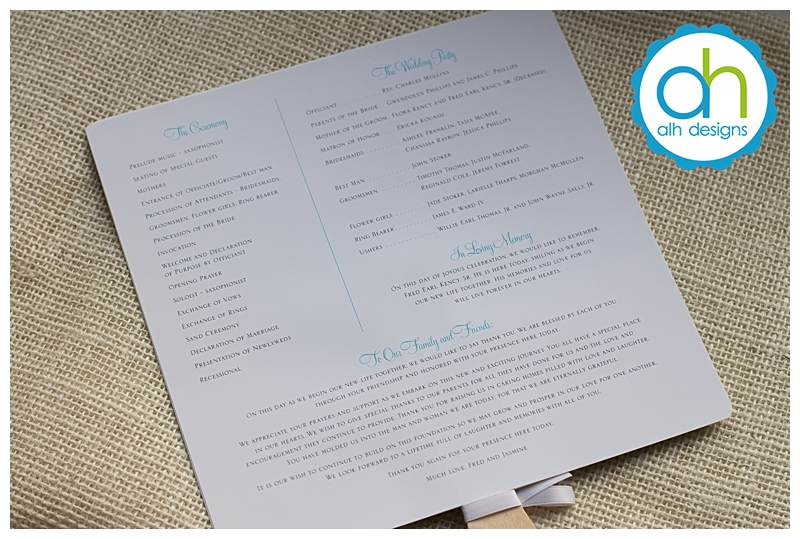 The Ceremony
Prelude music - saxophonist
Seating of Special Guests
Mothers
Entrance of Officiate/Groom/Best man
Procession of Attendants - Bridesmaids,
Groomsmen, Flower girls, Ring bearer
Procession of the Bride
Invocation
Welcome and Declaration
of Purpose by Officiant
Opening Prayer
Soloist - saxophonist
Exchange of Vows
Exchange of Rings
Sand Ceremony
Declaration of Marriage
Presentation of Newlyweds
Recessional
The Wedding Party
Officiant . . . . . . . . . . . Rev. Charles Mullins
Parents of the Bride . . Gwendolyn Phillips and James C. Phillips
Mother of the Groom . Flora Kency and Fred Earl Kency, Sr. (Deceased)
Matron of Honor . . . . Ericka Kouassi
Bridesmaids . . . . . . . . . Ashlee Franklin, Tasia McAfee,
Chanissa Raybon, Jessica Phillips
Best Man . . . . . . . . . . . John Stoker
Groomsmen . . . . . . . . . Timothy Thomas, Justin McFarland,
Reginald Cole, Jeremy Forrest
Flower girls . . . . . . . . . Jade Stoker, Labrielle Tharps, Morghan McMullen
Ring Bearer . . . . . . . . . James E. Ward IV
Ushers . . . . . . . . . . . . . Willie Earl Thomas, Jr. and John Wayne Salle, Jr.
In Loving Memory
On this day of joyous celebration, we would like to remember,
Fred Earl Kency, Sr. He is here today, smiling as we begin
our new life together. His memories and love for us
will live forever in our hearts.
To Our Family and Friends:
On this day as we begin our new life together, we would like to say thank you. We are blessed by each of you
through your friendship and honored with your presence here today.
We appreciate your prayers and support as we embark on this new and exciting journey. You all have a special place
in our hearts. We wish to give special thanks to our parents for all they have done for us and the love and
encouragement they continue to provide. Thank you for raising us in caring homes filled with love and laughter.
You have molded us into the man and woman we are today; for that we are eternally grateful.
It is our wish to continue to build on this foundation, so we may grow and prosper in our love for one another.
We look forward to a lifetime full of laughter and memories with all of you.
Thank you again for your presence here today.
Much love, Fred and Jasmine
ah
alh designs